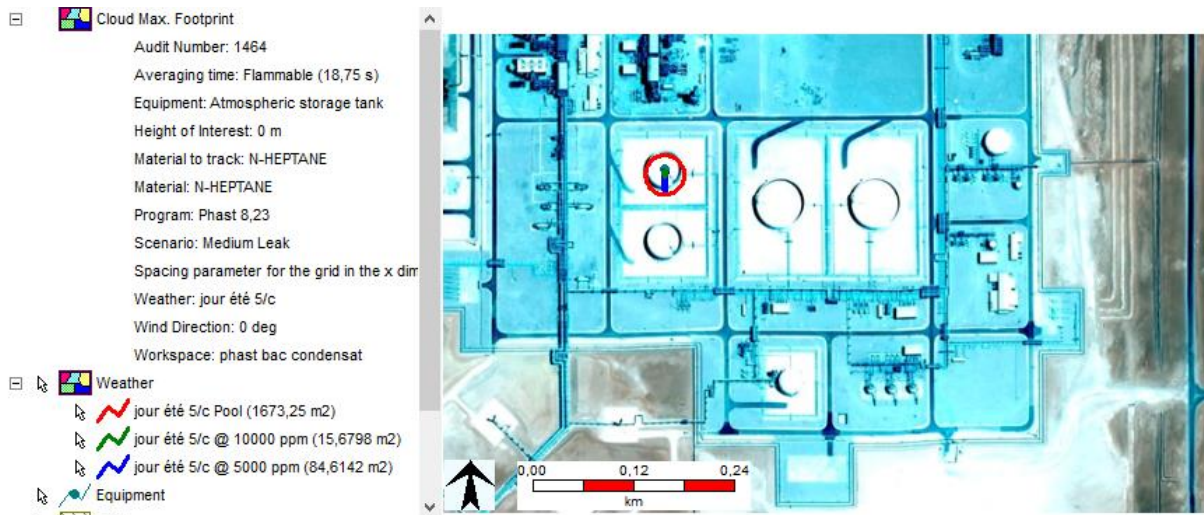 Cloud Max. Footprint
Audit Number: 1464
Averaging time: Flammable (18,75 s)
Equipment: Atmospheric storage tank
Height of Interest: 0 m
Material to track: N-HEPTANE
Material: N-HEPTANE
Program: Phast 8,23
Scenario: Medium Leak
Spacing parameter for the grid in the x dim
Weather: jour été 5/c
Wind Direction: 0 deg
Workspace: phast bac condensat
Weather
jour été 5/c Pool (1673,25 m2)
jour été 5/c @ 10000 ppm (15,6798 m2)
jour été 5/c @ 5000 ppm (84,6142 m2)
Equipment
0,00 0,12 0,24
km